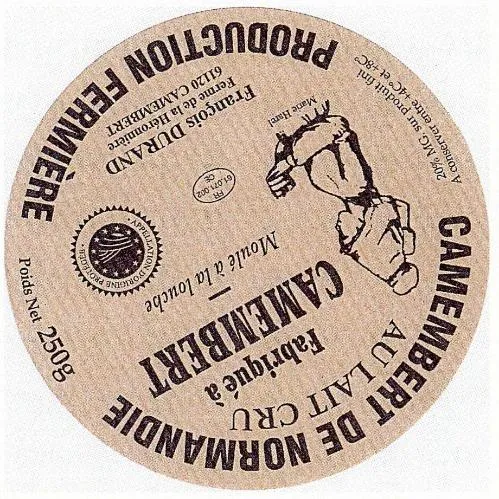 CAMEMBERT DE NORMANDIE
AU LAIT CRU
Fabriqué à
CAMEMBERT
Moulé à la louche
Marie Harel
20% MG. sur produit fini
A conserver entre +4C° et +8C°
FR
61.071.002
CE
François DURAND
Ferme de la Héronnière
61120 CAMEMBERT
APPELLATION D'ORIGINE PROTÉGÉE
Poids Net 250g
PRODUCTION FERMIÈRE